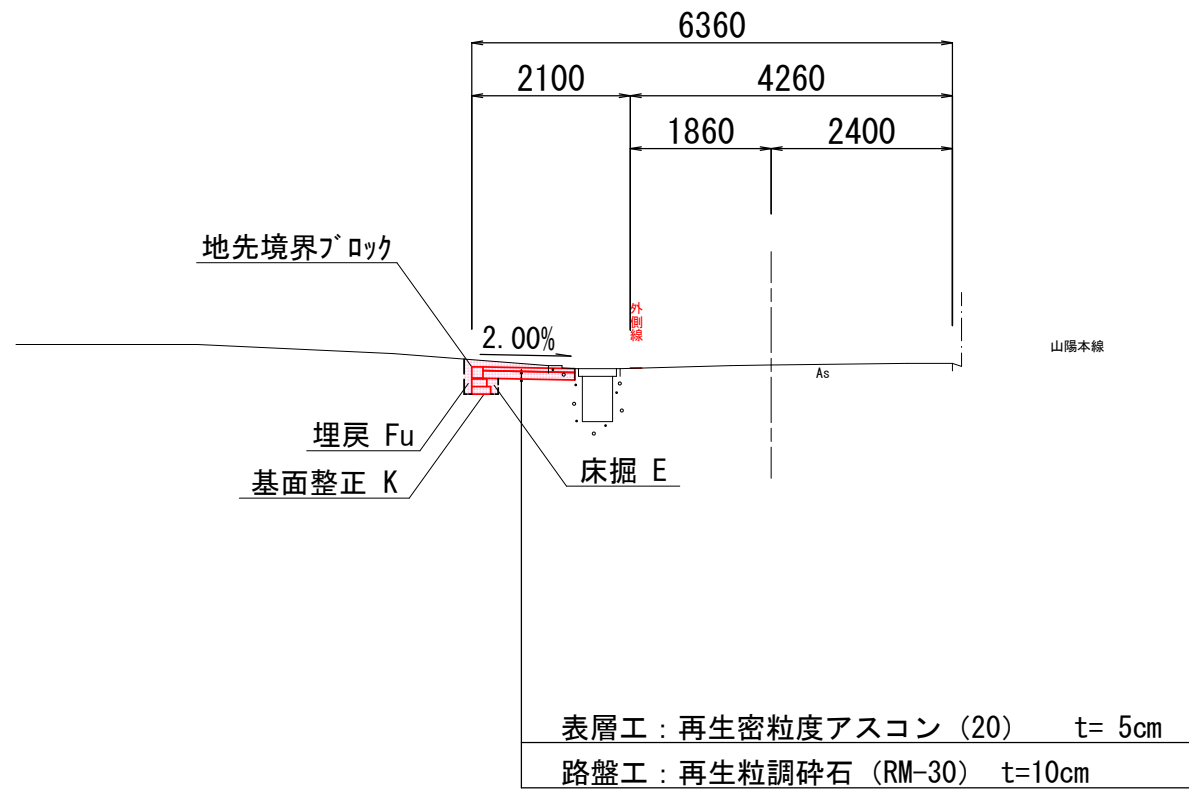 6360
2100
4260
1860
2400
地先境界ブロック
外側線
2.00%
山陽本線
As
埋戻 Fu
基面整正 K
床掘 E
表層工：再生密粒度アスコン（20） t= 5cm
路盤工：再生粒調砕石（RM-30） t=10cm